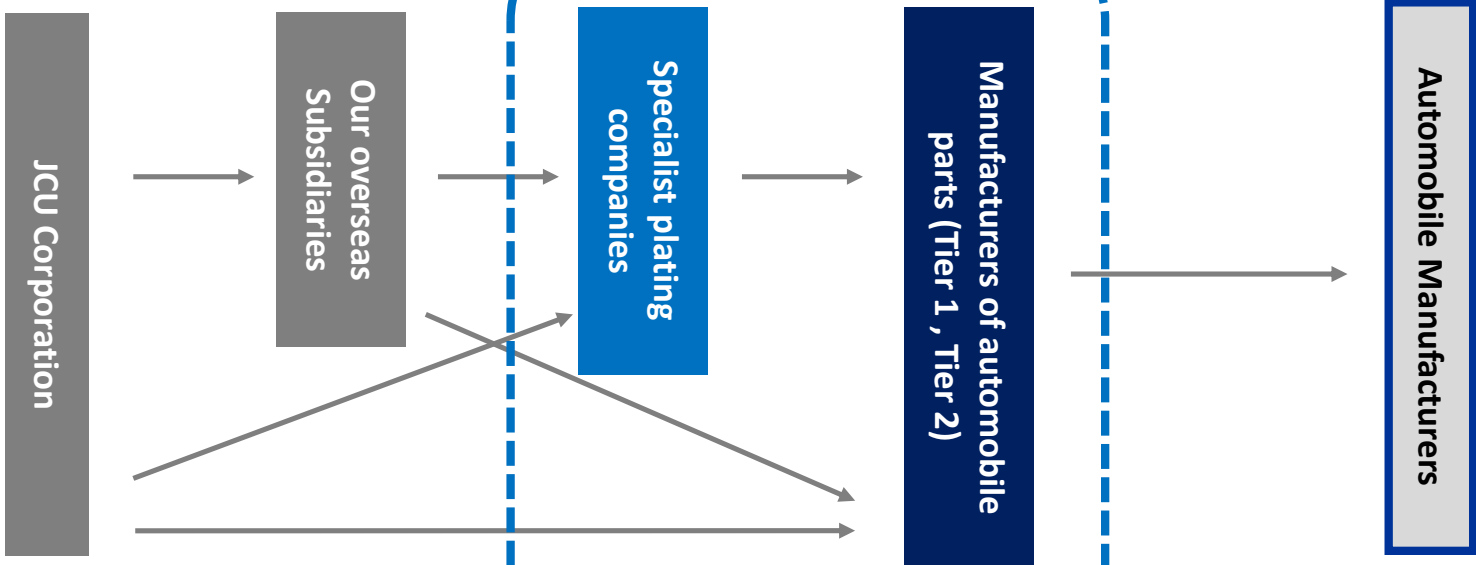 JCU Corporation
Our overseas
Subsidiaries
Specialist plating
companies
Manufacturers of automobile
parts (Tier 1 , Tier 2)
Automobile Manufacturers